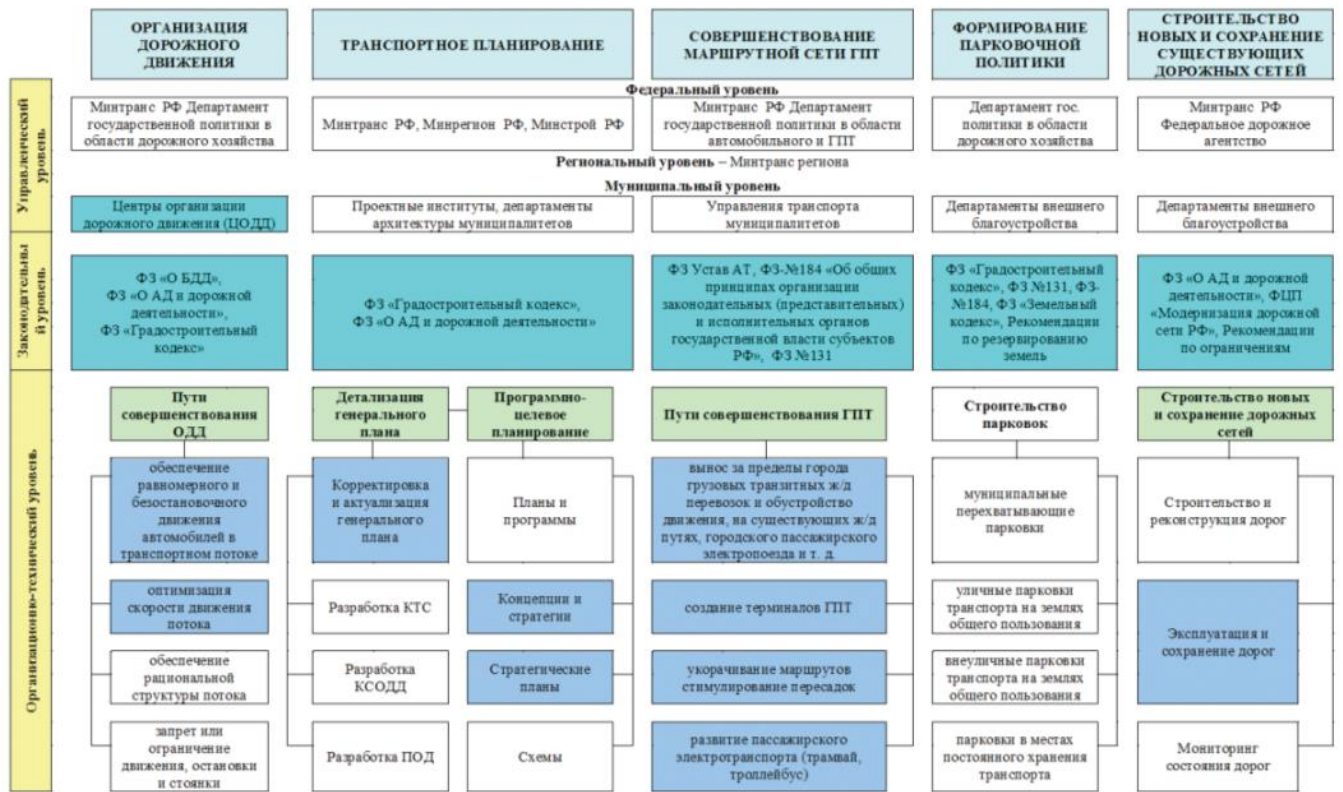 ОРГАНИЗАЦИЯ
ДОРОЖНОГО
ДВИЖЕНИЯ
ТРАНСПОРТНОЕ ПЛАНИРОВАНИЕ
СОВЕРШЕНСТВОВАНИЕ
МАРШРУТНОЙ СЕТИ ГПТ
ФОРМИРОВАНИЕ
ПАРКОВОЧНОЙ
ПОЛИТИКИ
СТРОИТЕЛЬСТВО
НОВЫХ И СОХРАНЕНИЕ
СУЩЕСТВУЮЩИХ
ДОРОЖНЫХ СЕТЕЙ
Управленческий
уровень
Федеральный уровень
Минтранс РФ Департамент
государственной политики в
области дорожного хозяйства
Минтранс РФ, Минрегион РФ, Минстрой РФ
Минтранс РФ Департамент
государственной политики в области
автомобильного и ГПТ
Департамент гос.
политики в области
дорожного хозяйства
Минтранс РФ
Федеральное дорожное
агентство
Региональный уровень – Минтранс региона
Муниципальный уровень
Центры организации
дорожного движения (ЦОДД)
Проектные институты, департаменты
архитектуры муниципалитетов
Управления транспорта
муниципалитетов
Департаменты внешнего
благоустройства
Департаменты внешнего
благоустройства
Законодательны
й уровень
ФЗ «О БДД»,
ФЗ «О АД и дорожной
деятельности»,
ФЗ «Градостроительный
кодекс»
ФЗ «Градостроительный кодекс»,
ФЗ «О АД и дорожной деятельности»
ФЗ Устав АТ, ФЗ-№184 «Об общих
принципах организации
законодательных (представительных)
и исполнительных органов
государственной власти субъектов
РФ», ФЗ №131
ФЗ «Градостроительный
кодекс», ФЗ №131, ФЗ-
№184, ФЗ «Земельный
кодекс», Рекомендации
по резервированию
земель
ФЗ «О АД и дорожной
деятельности», ФЦП
«Модернизация дорожной
сети РФ», Рекомендации
по ограничениям
Организационно-технический уровень
Пути
совершенствования
ОДД
обеспечение
равномерного и
безостановочного
движения
автомобилей в
транспортном потоке
оптимизация
скорости движения
потока
обеспечение
рациональной
структуры потока
запрет или
ограничение
движения, остановки
и стоянки
Детализация
генерального
плана
Корректировка
и актуализация
генерального
плана
Разработка КТС
Разработка
КСОДД
Разработка ПОД
Программно-
целевое
планирование
Планы и
программы
Концепции и
стратегии
Стратегические
планы
Схемы
Пути совершенствования ГПТ
вынос за пределы города
грузовых транзитных ж/д
перевозок и обустройство
движения, на существующих ж/д
путях, городского пассажирского
электропоезда и т. д.
создание терминалов ГПТ
укорачивание маршрутов
стимулирование пересадок
развитие пассажирского
электротранспорта (трамвай,
троллейбус)
Строительство
парковок
муниципальные
перехватывающие
парковки
уличные парковки
транспорта на землях
общего пользования
внеуличные парковки
транспорта на землях
общего пользования
парковки в местах
постоянного хранения
транспорта
Строительство новых
и сохранение дорожных
сетей
Строительство и
реконструкция дорог
Эксплуатация и
сохранение дорог
Мониторинг
состояния дорог